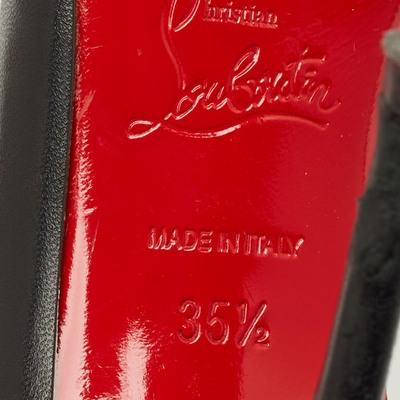 Christian
Louboutin
MADE IN ITALY
35½